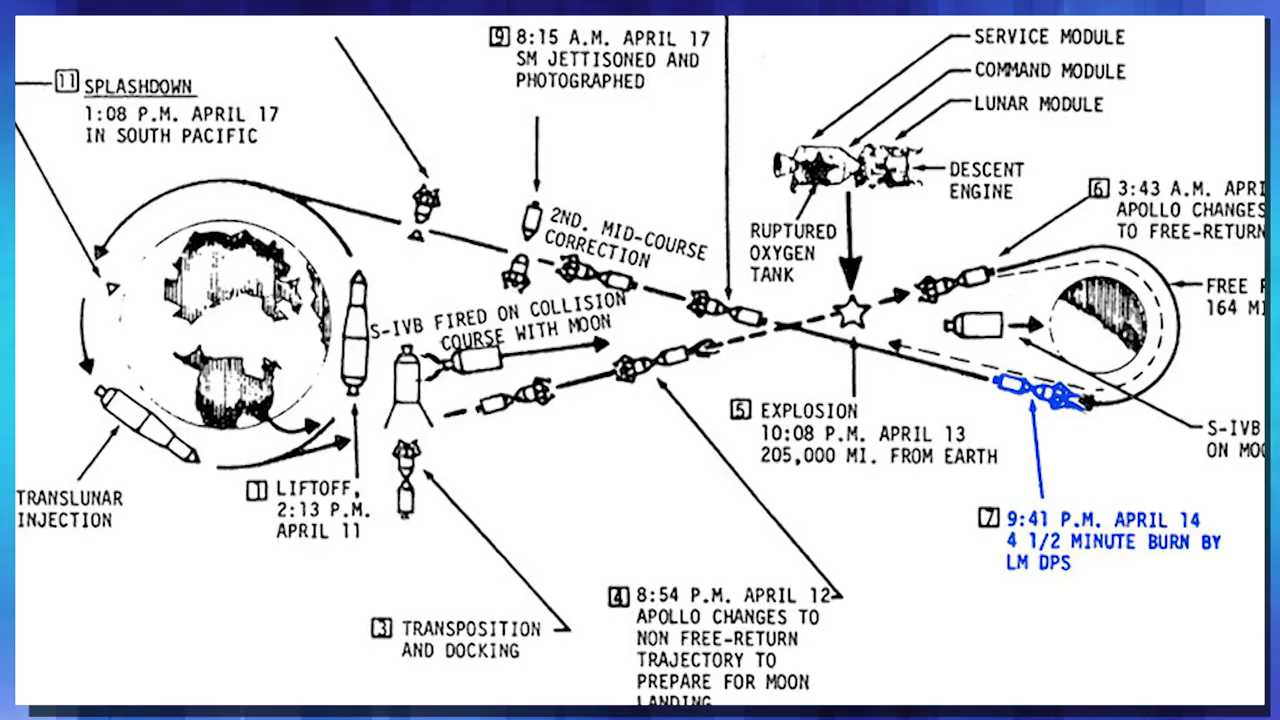 9 8:15 A.M. APRIL 17
SM JETTISONED AND
PHOTOGRAPHED
SERVICE MODULE
COMMAND MODULE
LUNAR MODULE
11 SPLASHDOWN
1:08 P.M. APRIL 17
IN SOUTH PACIFIC
DESCENT
ENGINE
6 3:43 A.M. APRI
APOLLO CHANGES
TO FREE-RETURN
2ND. MID-COURSE
CORRECTION
RUPTURED
OXYGEN
TANK
FREE
164 MI
S-IVB FIRED ON COLLISION
COURSE WITH MOON
5 EXPLOSION
10:08 P.M. APRIL 13
205,000 MI. FROM EARTH
S-IVB
ON MOO
TRANSLUNAR
INJECTION
1 LIFTOFF,
2:13 P.M.
APRIL 11
7 9:41 P.M. APRIL 14
4 1/2 MINUTE BURN BY
LM DPS
3 TRANSPOSITION
AND DOCKING
4 8:54 P.M. APRIL 12
APOLLO CHANGES TO
NON FREE-RETURN
TRAJECTORY TO
PREPARE FOR MOON
LANDING